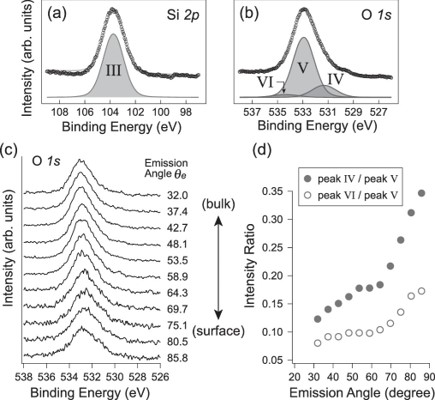 (a) Si 2p
III
Intensity (arb. units)
109 106 103 100 97
Binding Energy (eV)
(b) O 1s
VI V IV
537 535 533 531 529 527
Binding Energy (eV)
(c) O 1s
Emission
Angle θe
32.0
37.4
42.7
48.1
53.5
58.9
64.3
69.7
75.1
80.5
85.8
(bulk)
(surface)
Intensity (arb. units)
538 536 534 532 530 528 526
Binding Energy (eV)
(d)
peak IV / peak V
peak VI / peak V
Intensity Ratio
0.35
0.30
0.25
0.20
0.15
0.10
0.05
20 30 40 50 60 70 80 90
Emission Angle (degree)